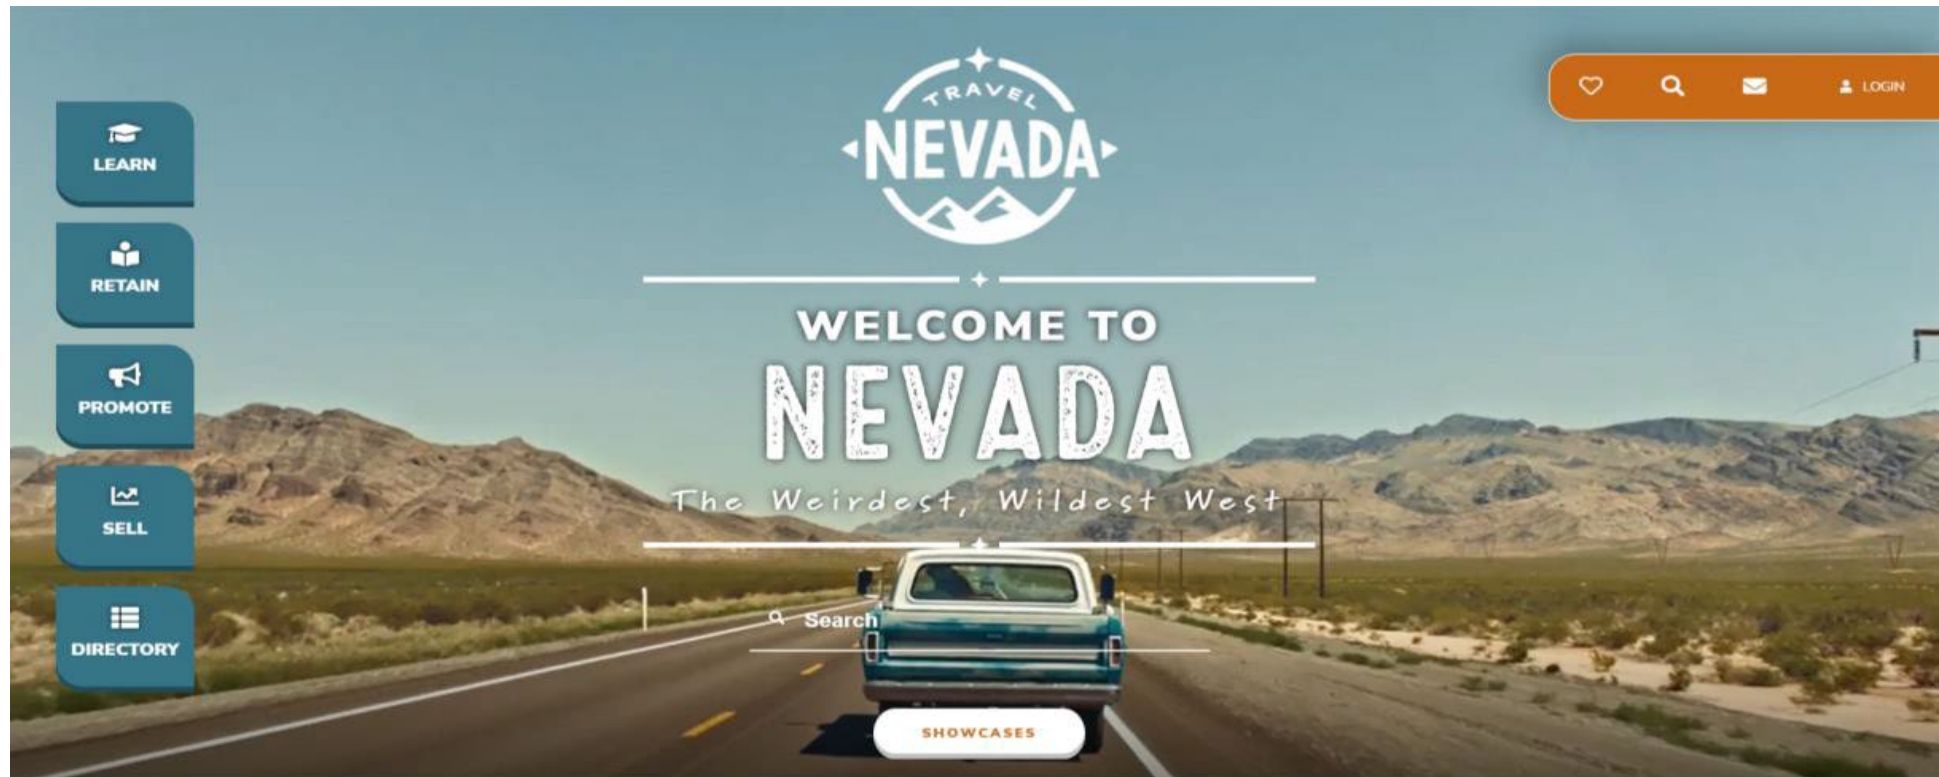 TRAVEL
NEVADA
LOGIN
LEARN
RETAIN
PROMOTE
SELL
DIRECTORY
WELCOME TO
NEVADA
The Weirdest, Wildest West
Search
SHOWCASES